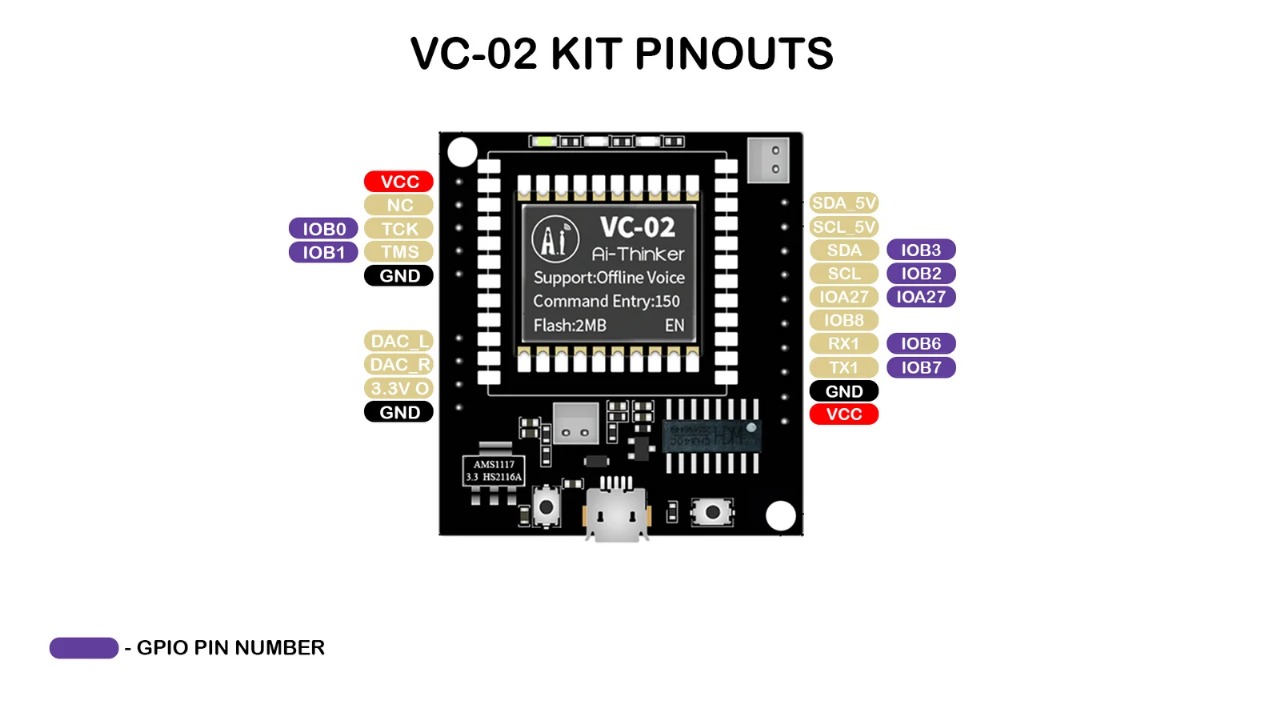 VC-02 KIT PINOUTS
VCC
NC
IOB0 TCK
IOB1 TMS
GND
DAC_L
DAC_R
3.3V O
GND
Ai
VC-02
Ai-Thinker
Support:Offline Voice
Command Entry:150
Flash:2MB EN
AMS1117
3.3 HS2116A
SDA_5V
SCL_5V
SDA IOB3
SCL IOB2
IOA27 IOA27
IOB8
RX1 IOB6
TX1 IOB7
GND
VCC
- GPIO PIN NUMBER